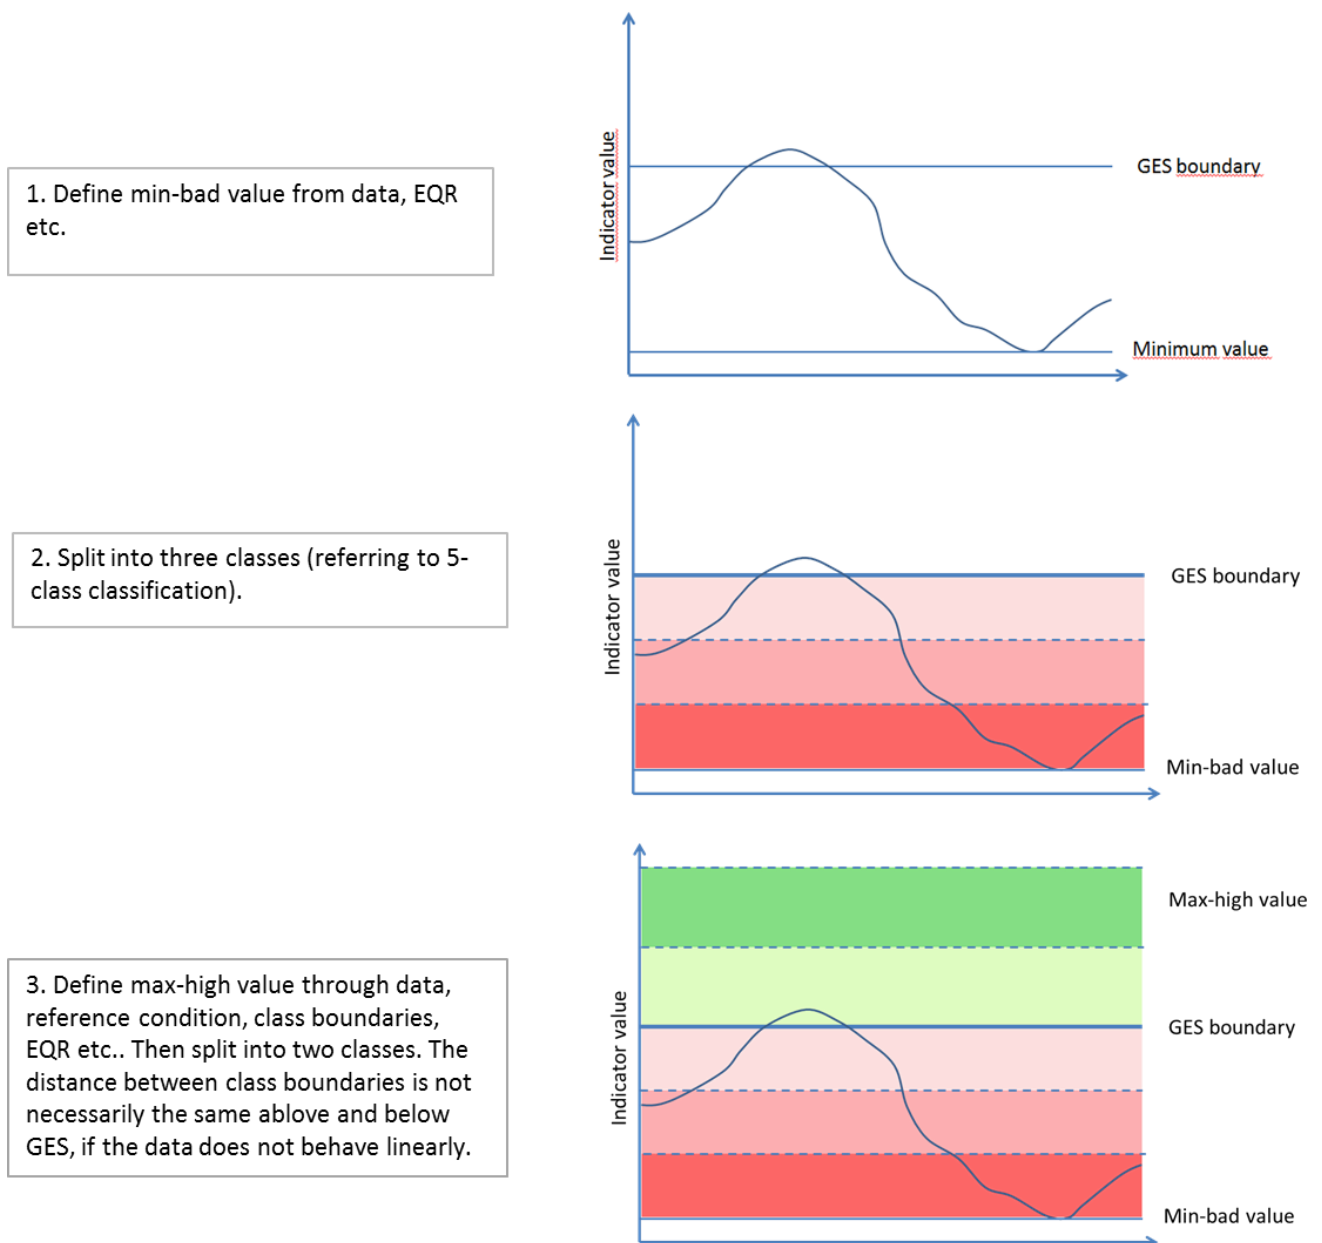 1. Define min-bad value from data, EQR
etc.
Indicator value
GES boundary
Minimum value
2. Split into three classes (referring to 5-
class classification).
Indicator value
GES boundary
Min-bad value
3. Define max-high value through data,
reference condition, class boundaries,
EQR etc.. Then split into two classes. The
distance between class boundaries is not
necessarily the same ablove and below
GES, if the data does not behave linearly.
Indicator value
Max-high value
GES boundary
Min-bad value